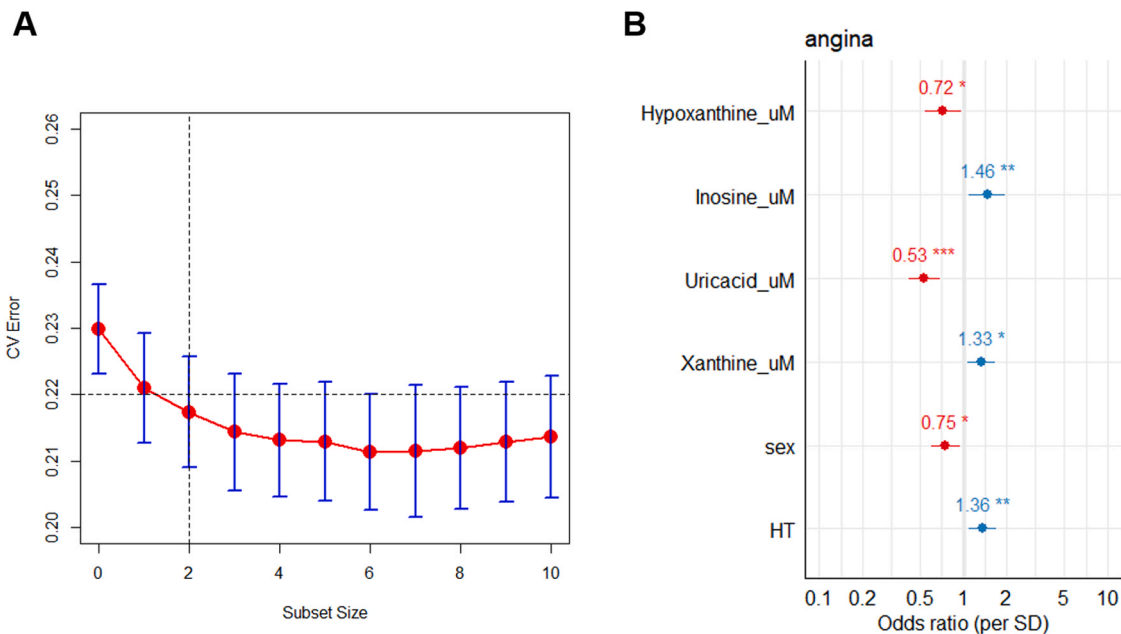 A
0.26
0.25
0.24
0.23
0.22
0.21
0.20
CV Error
0 2 4 6 8 10
Subset Size
B
angina
Hypoxanthine_uM
0.72 *
Inosine_uM
1.46 **
Uricacid_uM
0.53 ***
Xanthine_uM
1.33 *
sex
0.75 *
HT
1.36 **
0.1 0.2 0.5 1 2 5 10
Odds ratio (per SD)